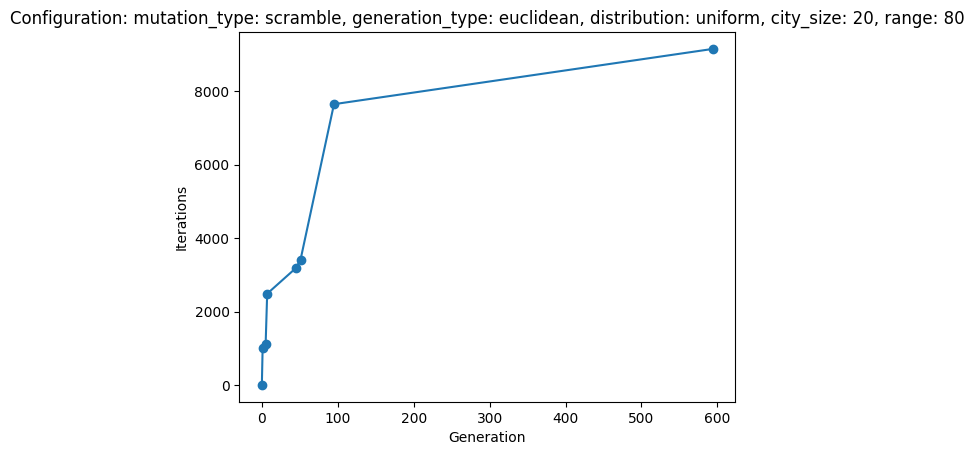 Configuration: mutation_type: scramble, generation_type: euclidean, distribution: uniform, city_size: 20, range: 80
8000
6000
4000
2000
0
Iterations
0 100 200 300 400 500 600
Generation